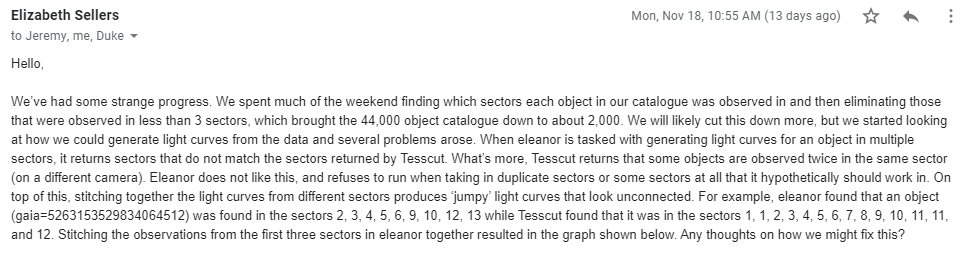 Elizabeth Sellers
Mon, Nov 18, 10:55 AM (13 days ago)
to Jeremy, me, Duke
Hello,
We've had some strange progress. We spent much of the weekend finding which sectors each object in our catalogue was observed in and then eliminating those
that were observed in less than 3 sectors, which brought the 44,000 object catalogue down to about 2,000. We will likely cut this down more, but we started looking
at how we could generate light curves from the data and several problems arose. When eleanor is tasked with generating light curves for an object in multiple
sectors, it returns sectors that do not match the sectors returned by Tesscut. What's more, Tesscut returns that some objects are observed twice in the same sector
(on a different camera). Eleanor does not like this, and refuses to run when taking in duplicate sectors or some sectors at all that it hypothetically should work in. On
top of this, stitching together the light curves from different sectors produces 'jumpy' light curves that look unconnected. For example, eleanor found that an object
(gaia=5263153529834064512) was found in the sectors 2, 3, 4, 5, 6, 9, 10, 12, 13 while Tesscut found that it was in the sectors 1, 1, 2, 3, 4, 5, 6, 7, 8, 9, 10, 11, 11,
and 12. Stitching the observations from the first three sectors in eleanor together resulted in the graph shown below. Any thoughts on how we might fix this?